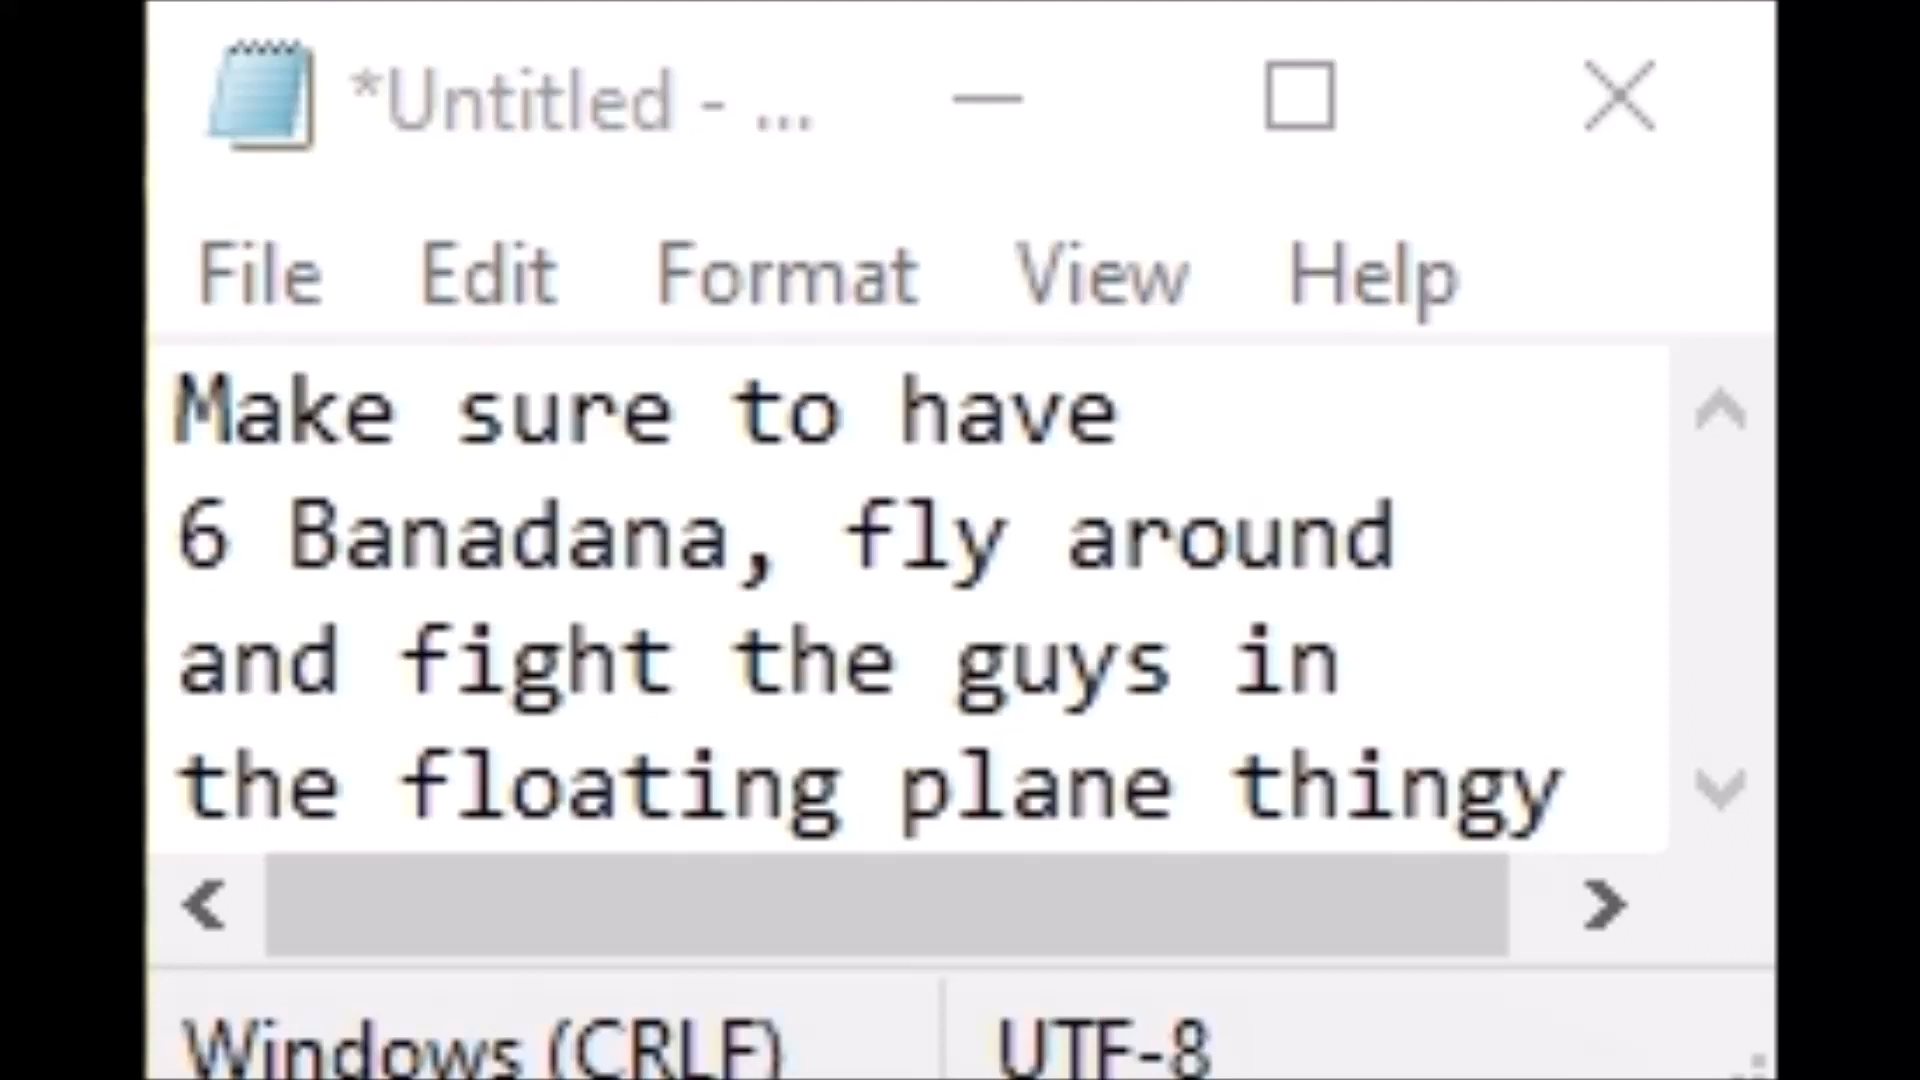 *Untitled - ...
File Edit Format View Help
Make sure to have
6 Banadana, fly around
and fight the guys in
the floating plane thingy
Windows (CRLF) UTF-8